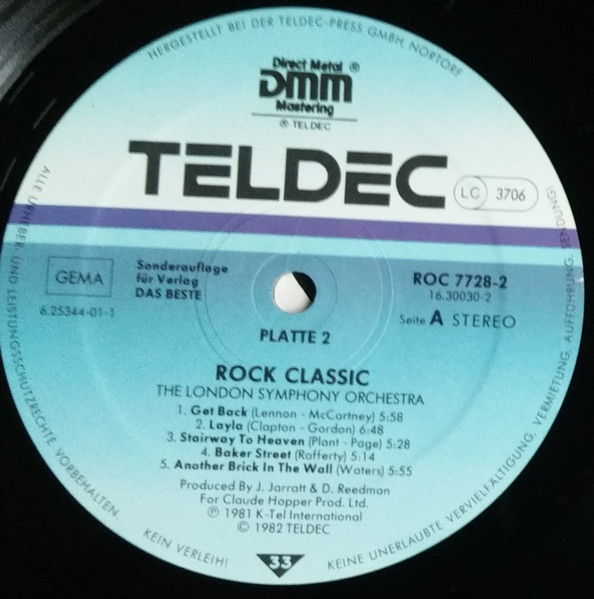 HERGESTELLT BEI DER TELDEC-PRESS GMBH, NORTORF
Direct Metal ®
DMM
Mastering
℗ TELDEC
TELDEC
LC 3706
GEMA
6.25344-01-1
Sonderauflage
für Verlag
DAS BESTE
ROC 7728-2
16.30030-2
Seite A STEREO
PLATTE 2
ROCK CLASSIC
THE LONDON SYMPHONY ORCHESTRA
1. Get Back (Lennon - McCartney) 5:58
2. Layla (Clapton - Gordon) 6:48
3. Stairway To Heaven (Plant - Page) 5:28
4. Baker Street (Rafferty) 5:14
5. Another Brick In The Wall (Waters) 5:55
Produced By J. Jarratt & D. Reedman
For Claude Hopper Prod. Ltd.
℗ 1981 K-Tel International
© 1982 TELDEC
33
ALLE URHEBER- UND LEISTUNGSSCHUTZRECHTE VORBEHALTEN.
KEIN VERLEIH!
KEINE UNERLAUBTE VERVIELFÄLTIGUNG, VERMIETUNG, AUFFÜHRUNG, SENDUNG!